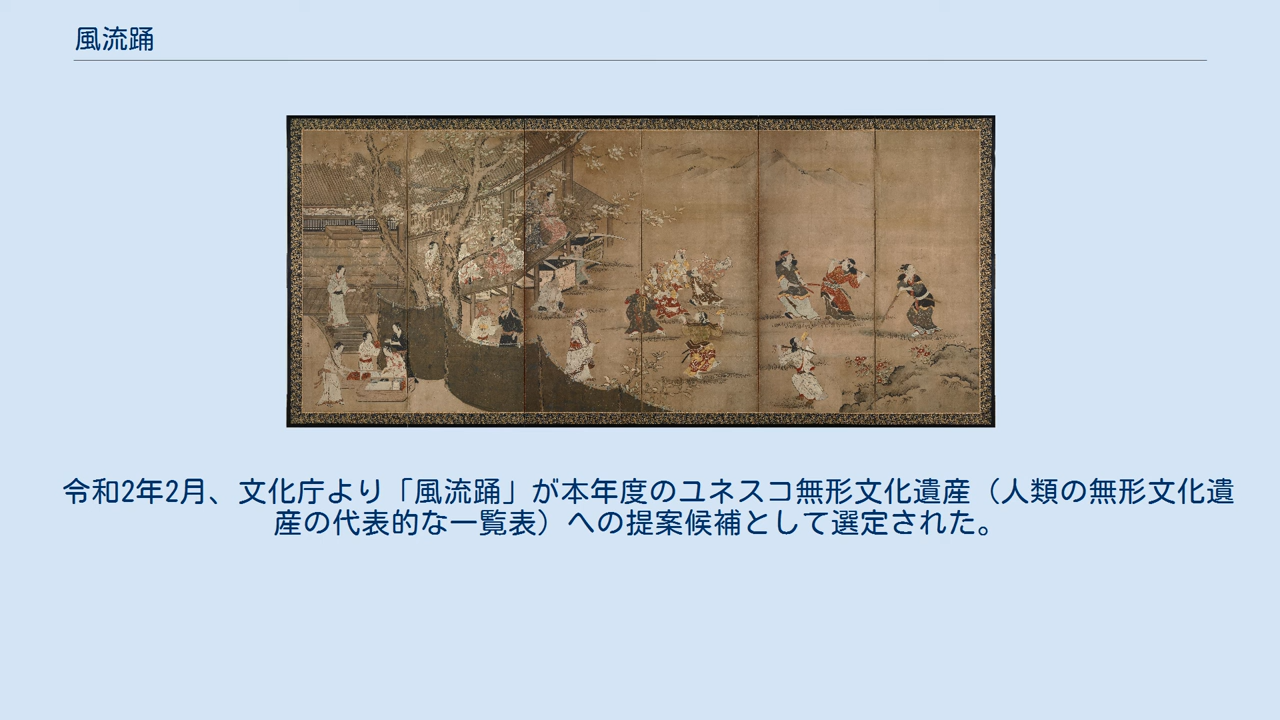 風流踊
令和2年2月、文化庁より「風流踊」が本年度のユネスコ無形文化遺産（人類の無形文化遺
産の代表的な一覧表）への提案候補として選定された。